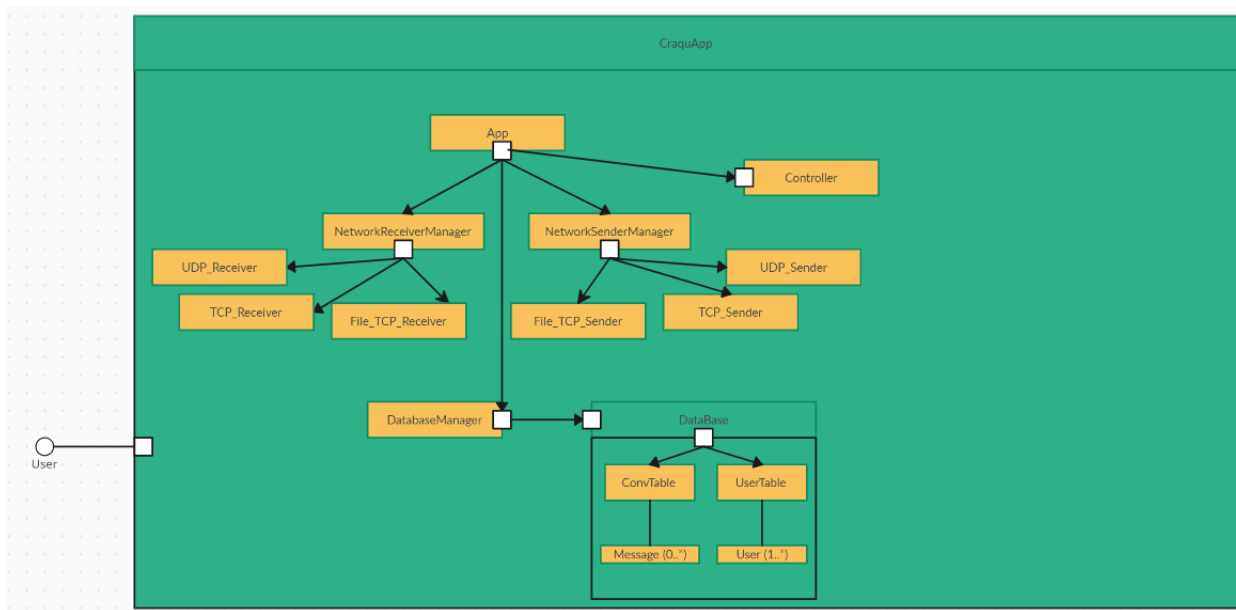 CraquApp
App
Controller
NetworkReceiverManager
NetworkSenderManager
UDP_Receiver
UDP_Sender
TCP_Receiver
File_TCP_Receiver
File_TCP_Sender
TCP_Sender
DatabaseManager
DataBase
User
ConvTable
UserTable
Message (0..*)
User (1..*)